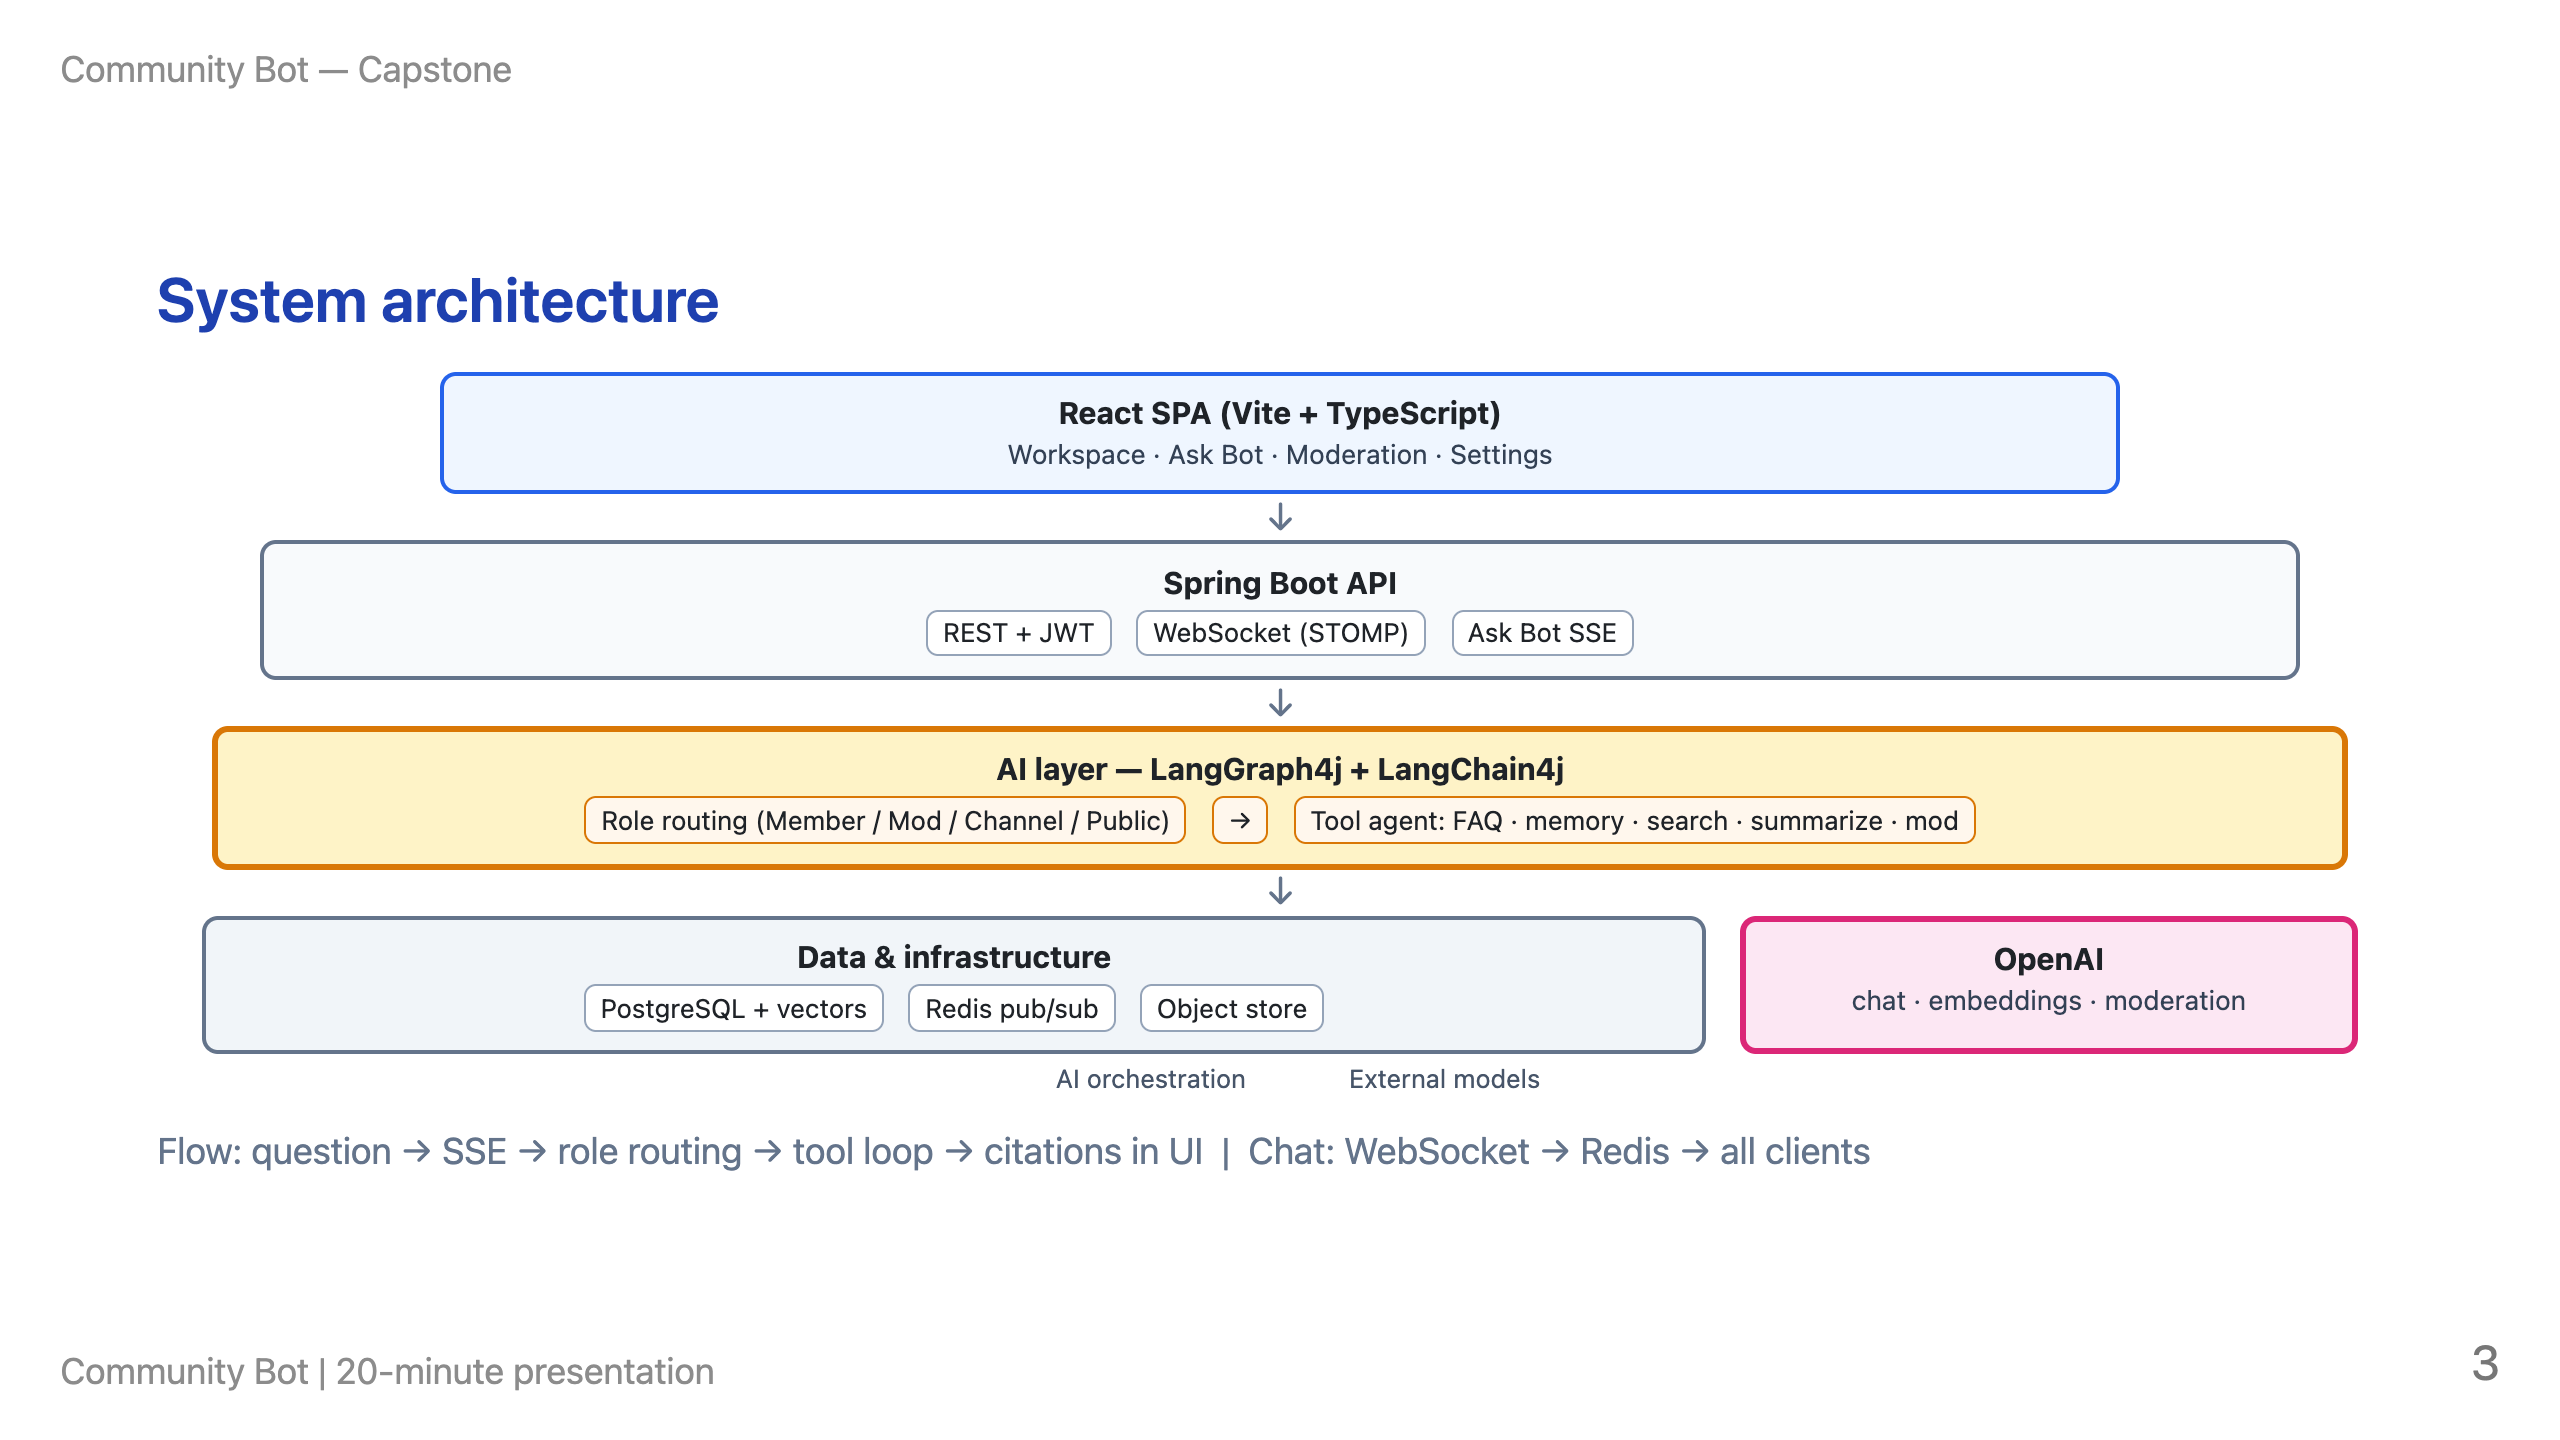 Community Bot — Capstone
System architecture
React SPA (Vite + TypeScript)
Workspace · Ask Bot · Moderation · Settings
↓
Spring Boot API
REST + JWT WebSocket (STOMP) Ask Bot SSE
↓
AI layer — LangGraph4j + LangChain4j
Role routing (Member / Mod / Channel / Public) → Tool agent: FAQ · memory · search · summarize · mod
↓
Data & infrastructure
PostgreSQL + vectors Redis pub/sub Object store
OpenAI
chat · embeddings · moderation
AI orchestration External models
Flow: question → SSE → role routing → tool loop → citations in UI | Chat: WebSocket → Redis → all clients
Community Bot | 20-minute presentation
3